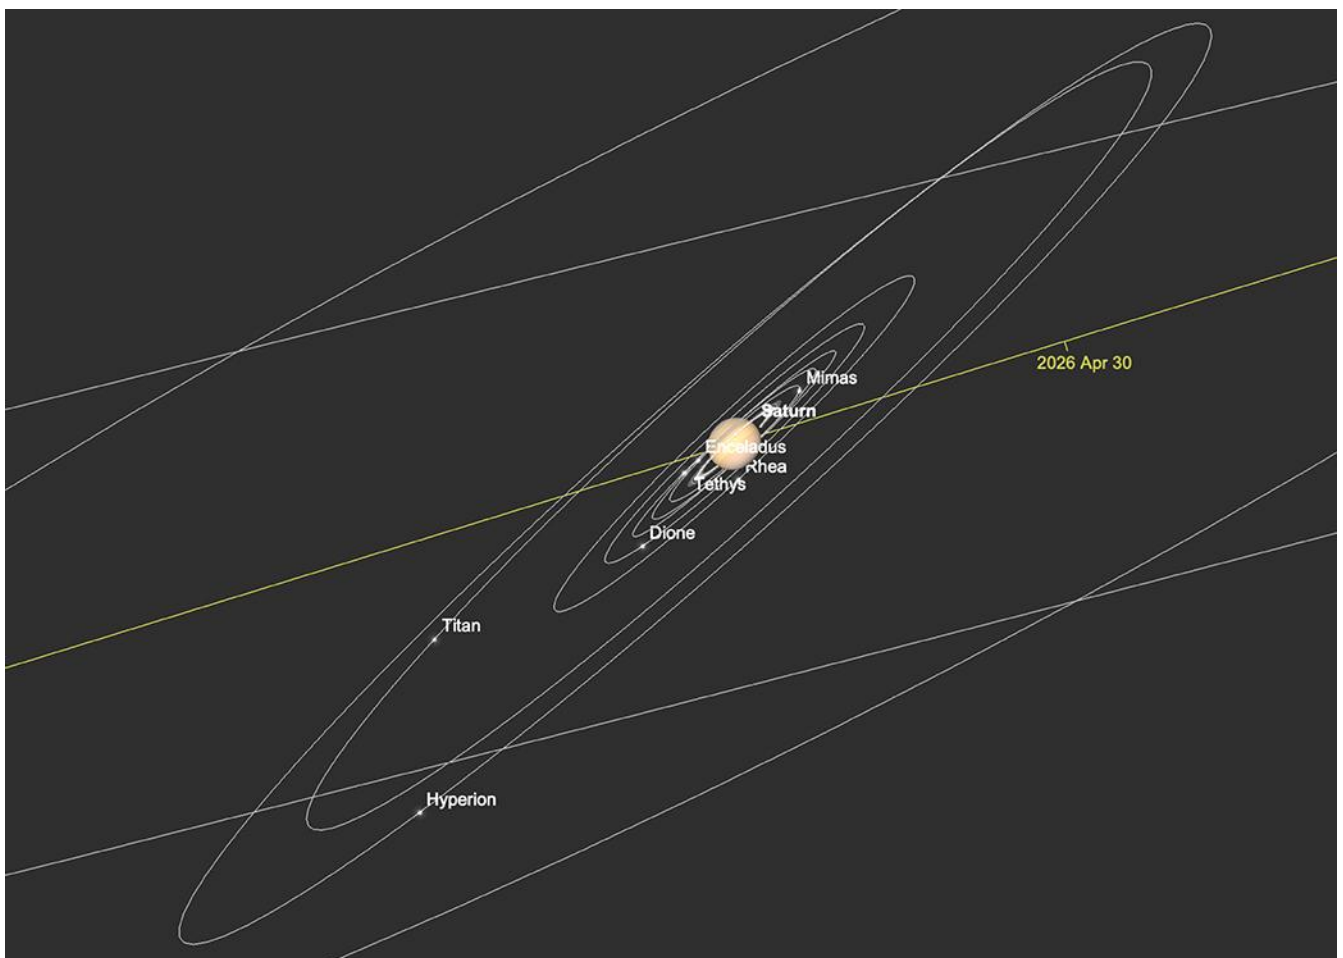 2026 Apr 30
Mimas
Saturn
Enceladus
Rhea
Tethys
Dione
Titan
Hyperion